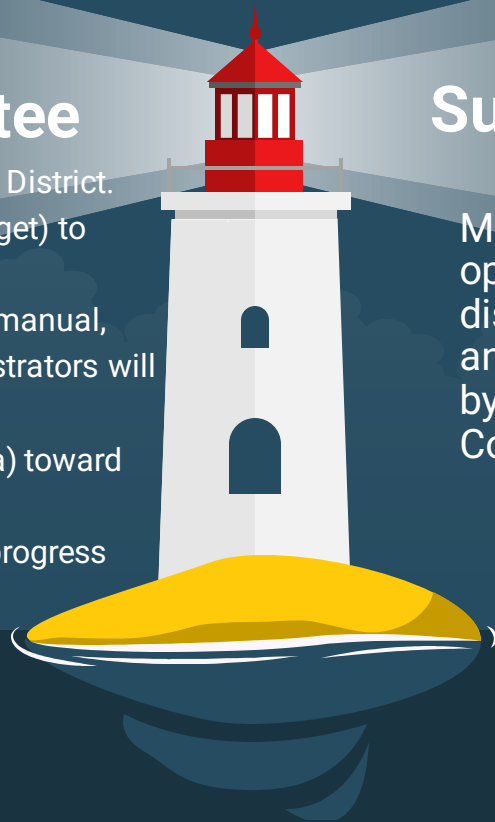 tee
District.
get) to
manual,
strators will
a) toward
progress
Su
M
op
dis
an
by
Co